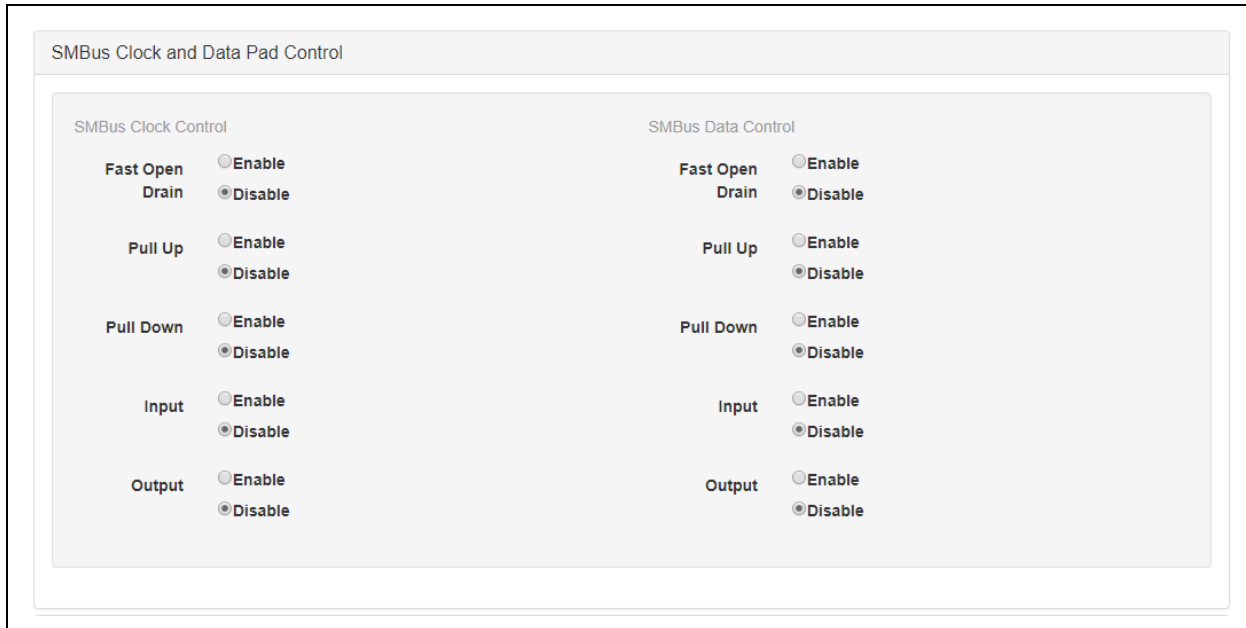 SMBus Clock and Data Pad Control
SMBus Clock Control
Fast Open
Drain
Enable
Disable
Pull Up
Enable
Disable
Pull Down
Enable
Disable
Input
Enable
Disable
Output
Enable
Disable
SMBus Data Control
Fast Open
Drain
Enable
Disable
Pull Up
Enable
Disable
Pull Down
Enable
Disable
Input
Enable
Disable
Output
Enable
Disable